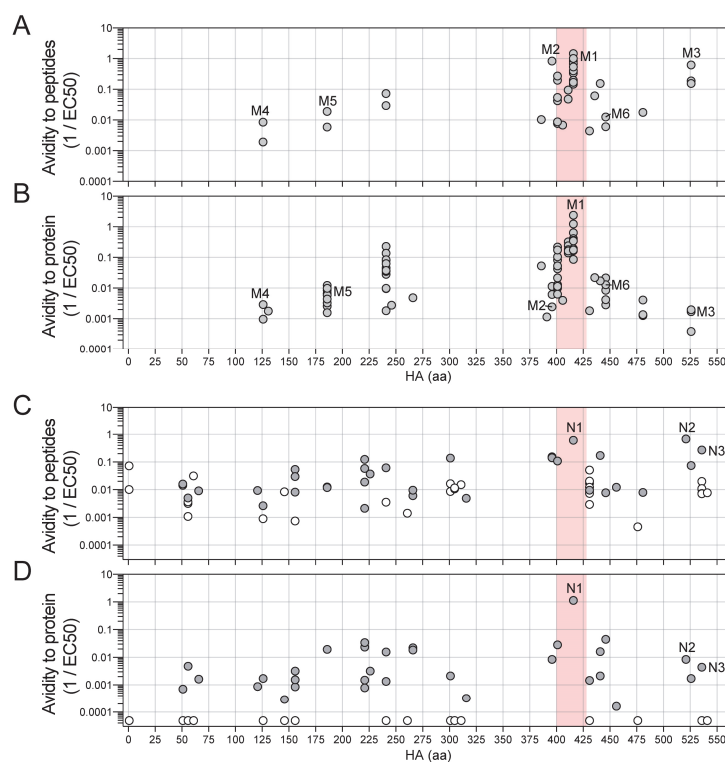 A
Avidity to peptides
(1 / EC50)
10
1
0.1
0.01
0.001
0.0001
M4
M5
M2
M1
M6
M3
B
Avidity to protein
(1 / EC50)
10
1
0.1
0.01
0.001
0.0001
M4
M5
M1
M2
M6
M3
0 25 50 75 100 125 150 175 200 225 250 275 300 325 350 375 400 425 450 475 500 525 550
HA (aa)
C
Avidity to peptides
(1 / EC50)
10
1
0.1
0.01
0.001
0.0001
N1
N2
N3
D
Avidity to protein
(1 / EC50)
10
1
0.1
0.01
0.001
0.0001
N1
N2
N3
0 25 50 75 100 125 150 175 200 225 250 275 300 325 350 375 400 425 450 475 500 525 550
HA (aa)